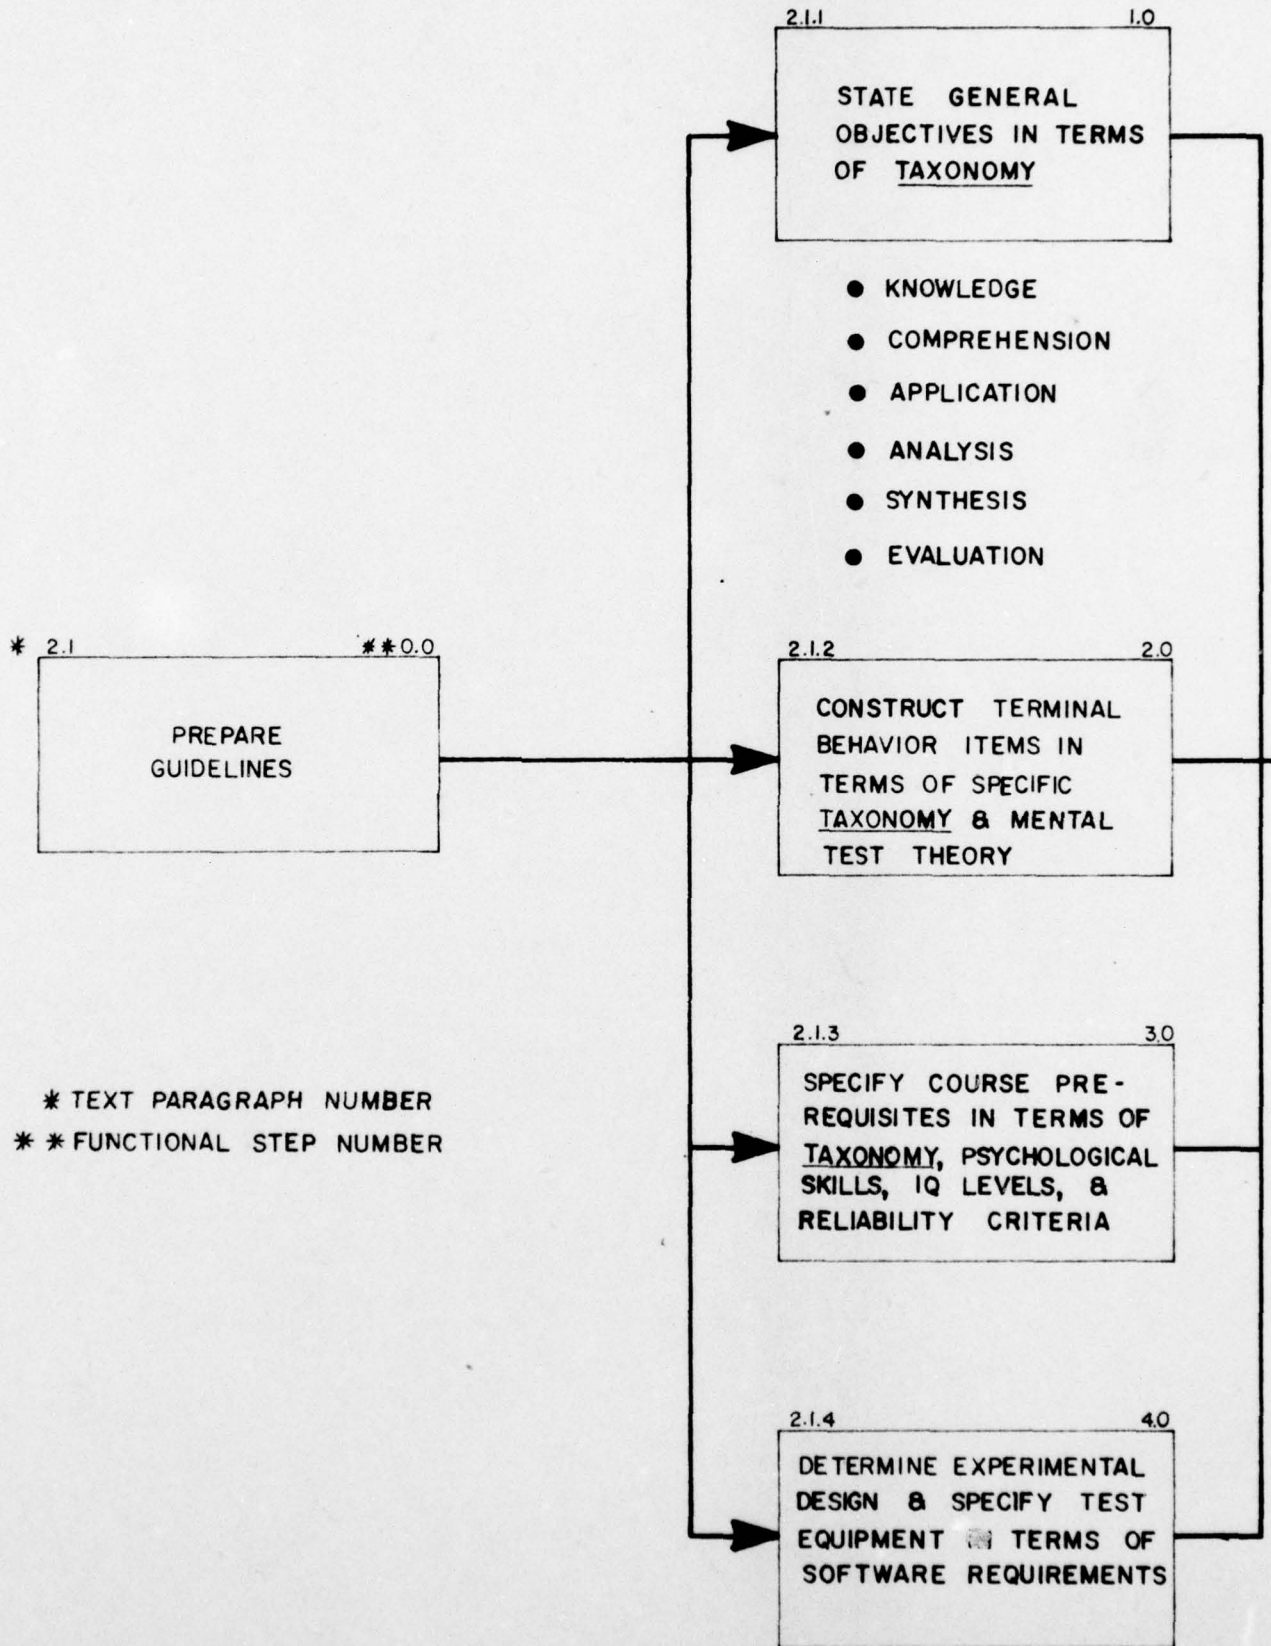 2.1.1 1.0
STATE GENERAL
OBJECTIVES IN TERMS
OF TAXONOMY
● KNOWLEDGE
● COMPREHENSION
● APPLICATION
● ANALYSIS
● SYNTHESIS
● EVALUATION
* 2.1 **0.0
PREPARE
GUIDELINES
2.1.2 2.0
CONSTRUCT TERMINAL
BEHAVIOR ITEMS IN
TERMS OF SPECIFIC
TAXONOMY & MENTAL
TEST THEORY
* TEXT PARAGRAPH NUMBER
* * FUNCTIONAL STEP NUMBER
2.1.3 3.0
SPECIFY COURSE PRE-
REQUISITES IN TERMS OF
TAXONOMY, PSYCHOLOGICAL
SKILLS, IQ LEVELS, &
RELIABILITY CRITERIA
2.1.4 4.0
DETERMINE EXPERIMENTAL
DESIGN & SPECIFY TEST
EQUIPMENT TERMS OF
SOFTWARE REQUIREMENTS